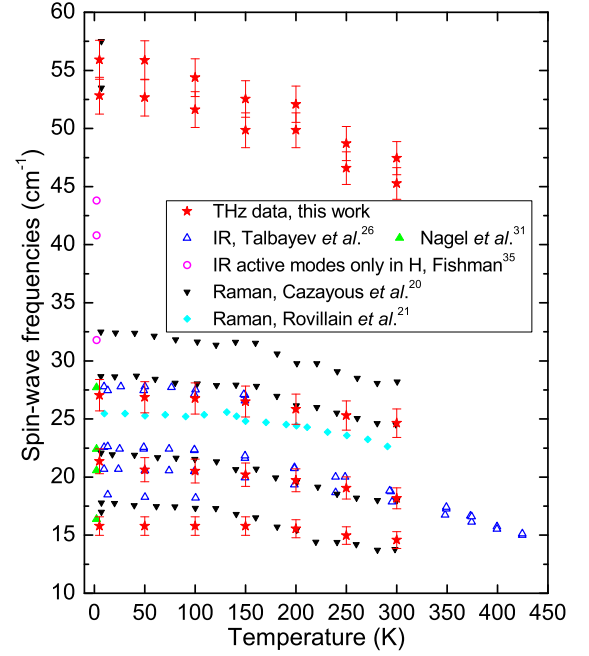 60
55
50
45
40
35
30
25
20
15
10
Spin-wave frequencies (cm⁻¹)
THz data, this work
IR, Talbayev et al.²⁶ Nagel et al.³¹
IR active modes only in H, Fishman³⁵
Raman, Cazayous et al.²⁰
Raman, Rovillain et al.²¹
0 50 100 150 200 250 300 350 400 450
Temperature (K)